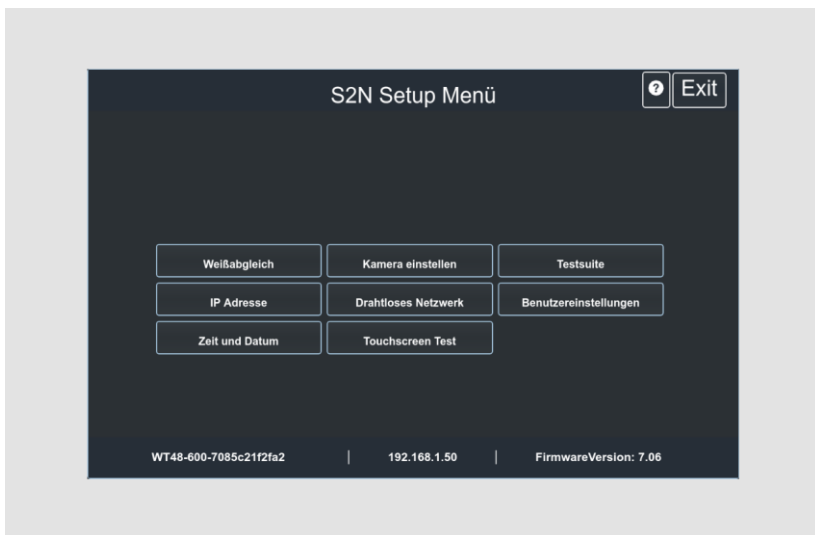 S2N Setup Menü
? Exit
Weißabgleich Kamera einstellen Testsuite
IP Adresse Drahtloses Netzwerk Benutzereinstellungen
Zeit und Datum Touchscreen Test
WT48-600-7085c21f2fa2 | 192.168.1.50 | FirmwareVersion: 7.06